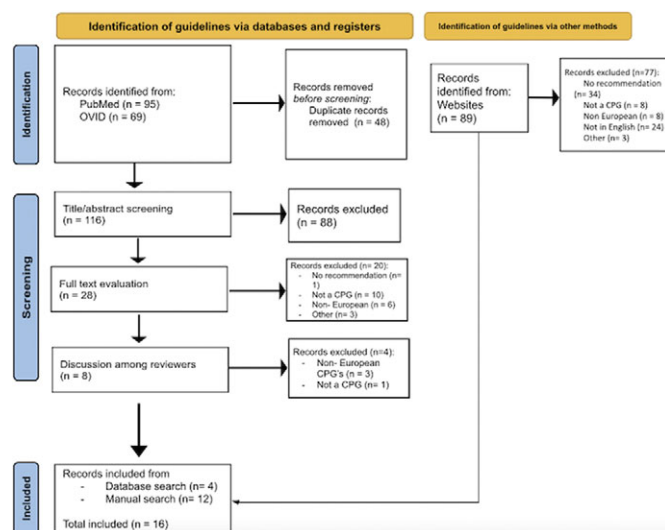 Identification of guidelines via databases and registers
Identification of guidelines via other methods
Identification
Records identified from:
PubMed (n = 95)
OVID (n = 69)
Records removed
before screening:
Duplicate records
removed (n = 48)
Records
identified from:
Websites
(n = 89)
Records excluded (n=77):
No recommendation
(n= 34)
Not a CPG (n = 8)
Non European (n = 8)
Not in English (n= 24)
Other (n= 3)
Screening
Title/abstract screening
(n = 116)
Records excluded
(n = 88)
Full text evaluation
(n = 28)
Records excluded (n= 20):
- No recommendation (n=
1)
- Not a CPG (n = 10)
- Non- European (n = 6)
- Other (n = 3)
Discussion among reviewers
(n = 8)
Records excluded (n=4):
- Non- European
CPG's (n = 3)
- Not a CPG (n= 1)
Included
Records included from
- Database search (n= 4)
- Manual search (n= 12)
Total included (n = 16)